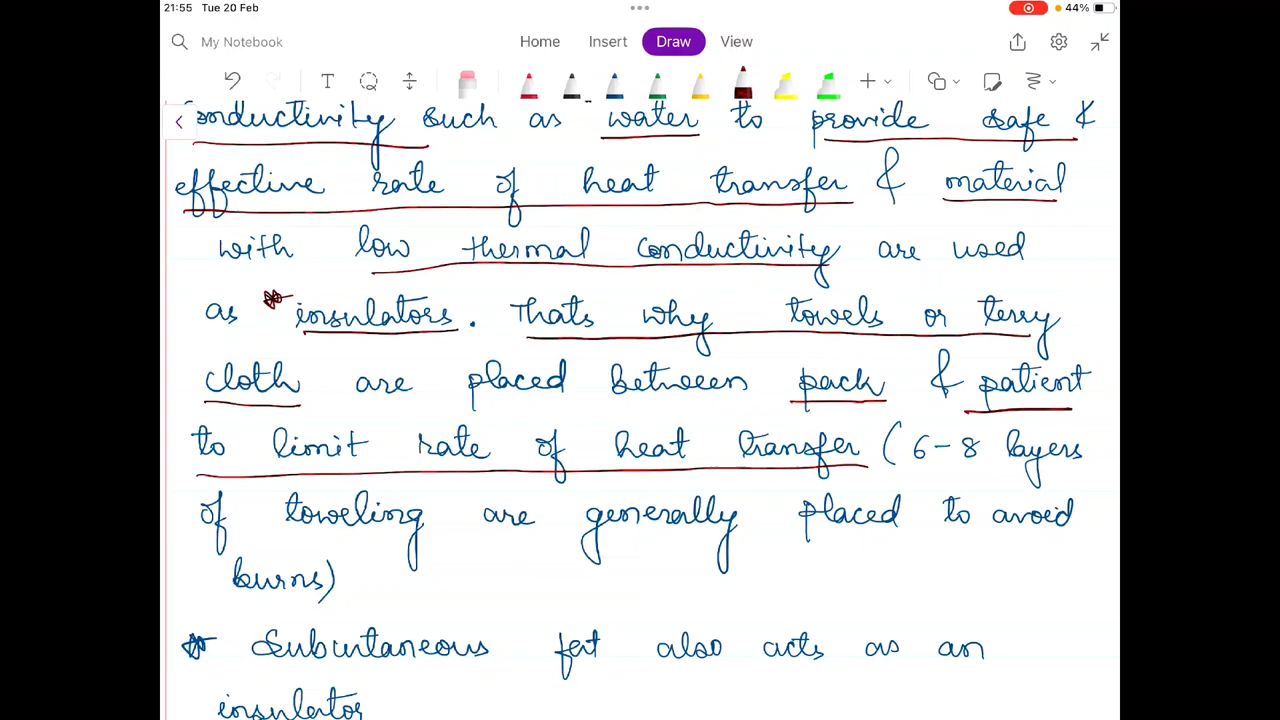 21:55 Tue 20 Feb
44%
My Notebook
Home Insert Draw View
Conductivity such as water to provide safe &
effective rate of heat transfer & material
with low thermal conductivity are used
as insulators. Thats why towels or terry
cloth are placed between pack & patient
to limit rate of heat transfer (6-8 layers
of toweling are generally placed to avoid
burns)
Subcutaneous fat also acts as an
insulator